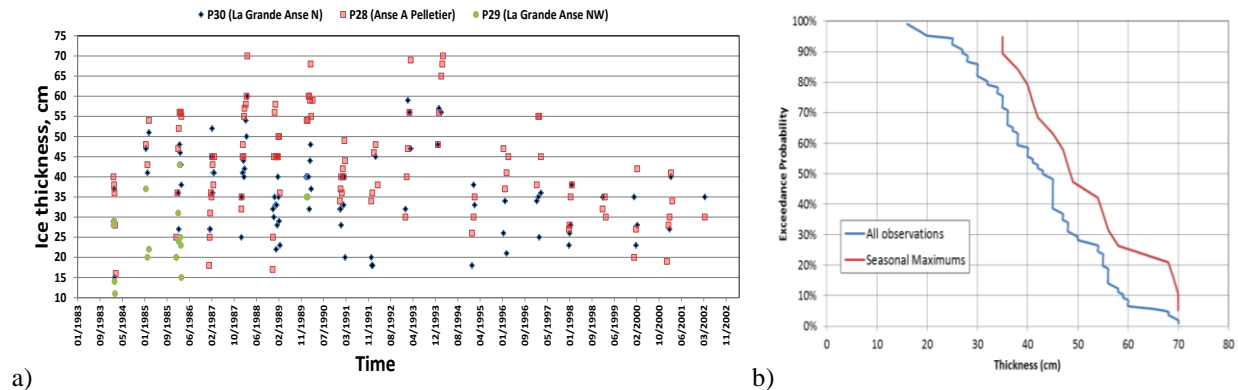 P30 (La Grande Anse N) P28 (Anse A Pelletier) P29 (La Grande Anse NW)
Ice thickness, cm
75
70
65
60
55
50
45
40
35
30
25
20
15
10
01/1983 09/1983 05/1984 01/1985 09/1985 06/1986 02/1987 10/1987 06/1988 02/1989 11/1989 07/1990 03/1991 11/1991 08/1992 04/1993 12/1993 08/1994 04/1995 01/1996 09/1996 05/1997 01/1998 09/1998 06/1999 02/2000 10/2000 06/2001 03/2002 11/2002
Time
a)
Exceedance Probability
100%
90%
80%
70%
60%
50%
40%
30%
20%
10%
0%
All observations
Seasonal Maximums
0 10 20 30 40 50 60 70 80
Thickness (cm)
b)